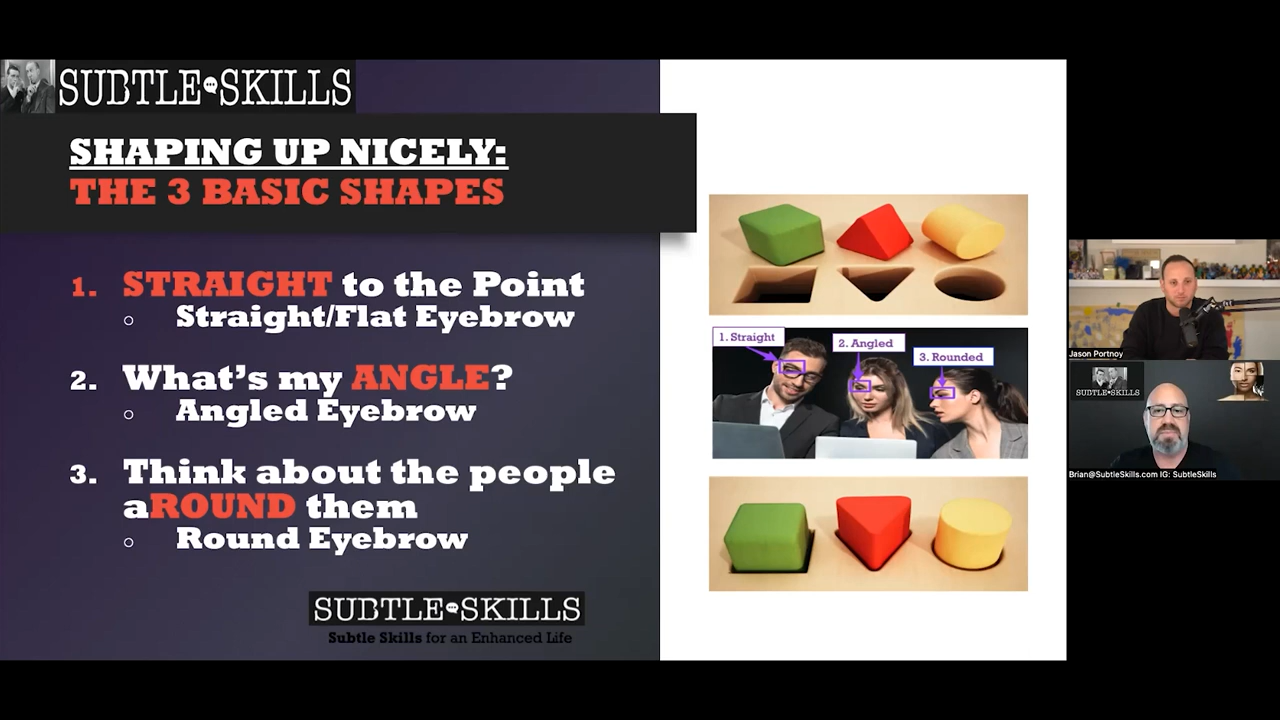 SUBTLE SKILLS
SHAPING UP NICELY:
THE 3 BASIC SHAPES
1. STRAIGHT to the Point
○ Straight/Flat Eyebrow
2. What's my ANGLE?
○ Angled Eyebrow
3. Think about the people
aROUND them
○ Round Eyebrow
SUBTLE SKILLS
Subtle Skills for an Enhanced Life
1. Straight
2. Angled
3. Rounded
Jason Portnoy
SUBTLE SKILLS
Brian@SubtleSkills.com IG: SubtleSkills